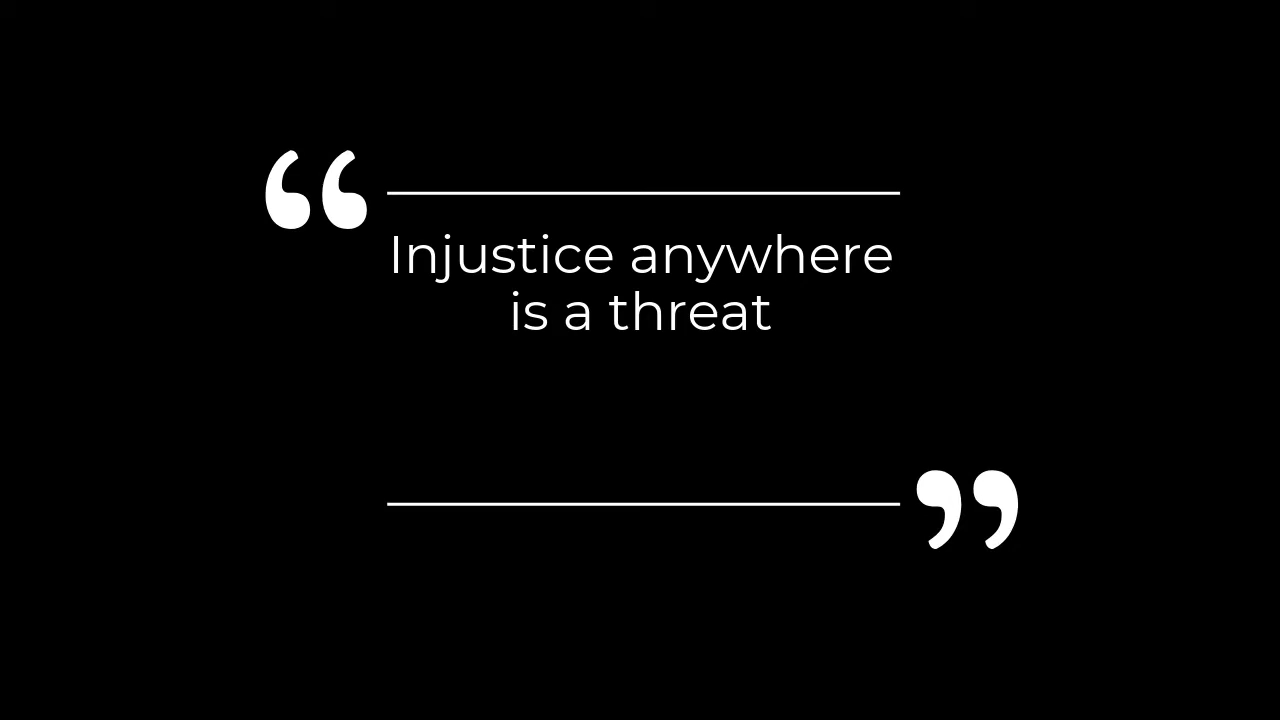 “
Injustice anywhere
is a threat
”